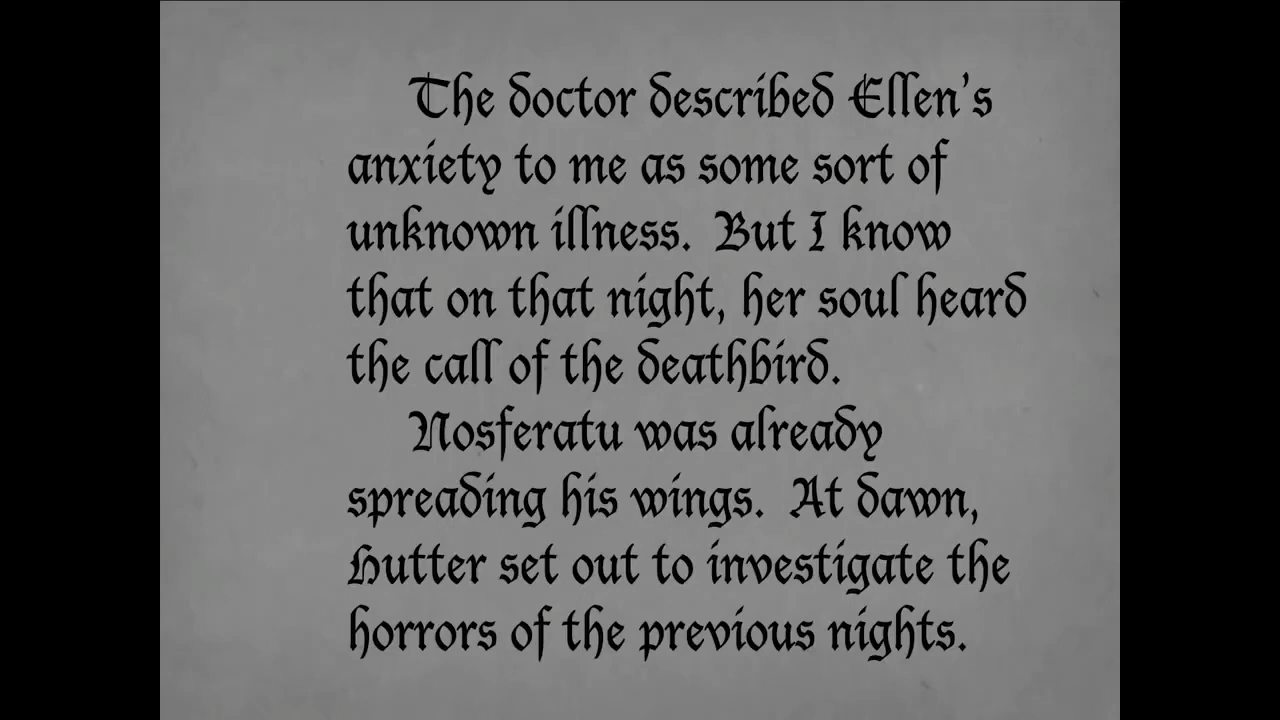 The doctor described Ellen's
anxiety to me as some sort of
unknown illness. But I know
that on that night, her soul heard
the call of the deathbird.
Nosferatu was already
spreading his wings. At dawn,
Hutter set out to investigate the
horrors of the previous nights.